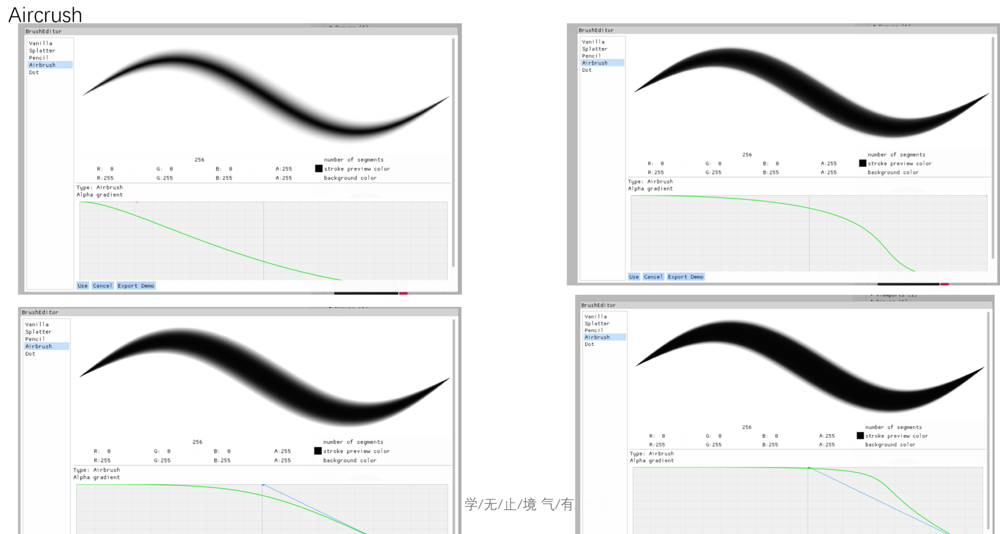 Aircrush
BrushEditor
Vanilla
Splatter
Pencil
Airbrush
Dot
256 number of segments
R: 0 G: 0 B: 0 A:255 stroke preview color
R:255 G:255 B:255 A:255 background color
Type: Airbrush
Alpha gradient
Use Cancel Export Demo
BrushEditor
Vanilla
Splatter
Pencil
Airbrush
Dot
256 number of segments
R: 0 G: 0 B: 0 A:255 stroke preview color
R:255 G:255 B:255 A:255 background color
Type: Airbrush
Alpha gradient
Use Cancel Export Demo
BrushEditor
Vanilla
Splatter
Pencil
Airbrush
Dot
256 number of segments
R: 0 G: 0 B: 0 A:255 stroke preview color
R:255 G:255 B:255 A:255 background color
Type: Airbrush
Alpha gradient
BrushEditor
Vanilla
Splatter
Pencil
Airbrush
Dot
256 number of segments
R: 0 G: 0 B: 0 A:255 stroke preview color
R:255 G:255 B:255 A:255 background color
Type: Airbrush
Alpha gradient
学/无/止/境 气/有